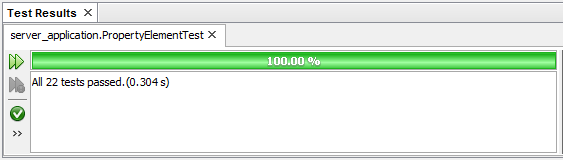 Test Results
server_application.PropertyElementTest
100.00 %
All 22 tests passed.(0.304 s)
>>